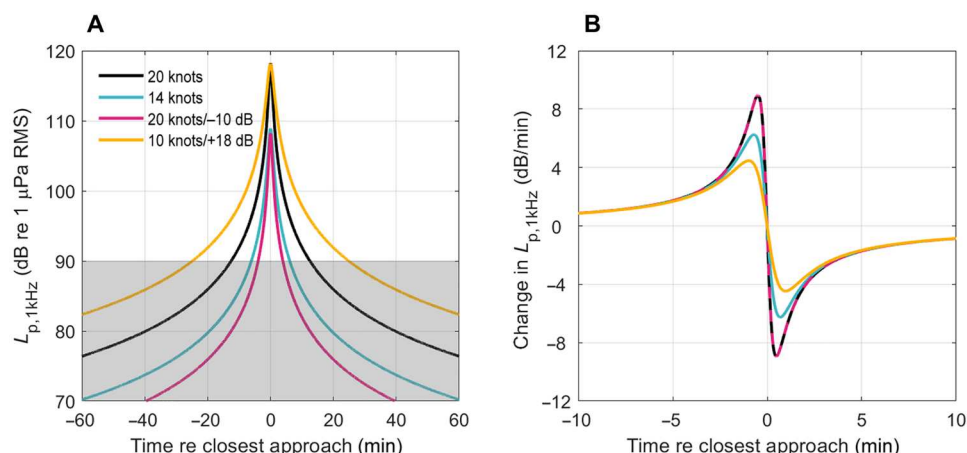 A
L p,1kHz (dB re 1 μPa RMS)
120
110
100
90
80
70
20 knots
14 knots
20 knots/–10 dB
10 knots/+18 dB
−60
−40
−20
0
20
40
60
Time re closest approach (min)
B
Change in L p,1kHz (dB/min)
12
8
4
0
−4
−8
−12
−10
−5
0
5
10
Time re closest approach (min)